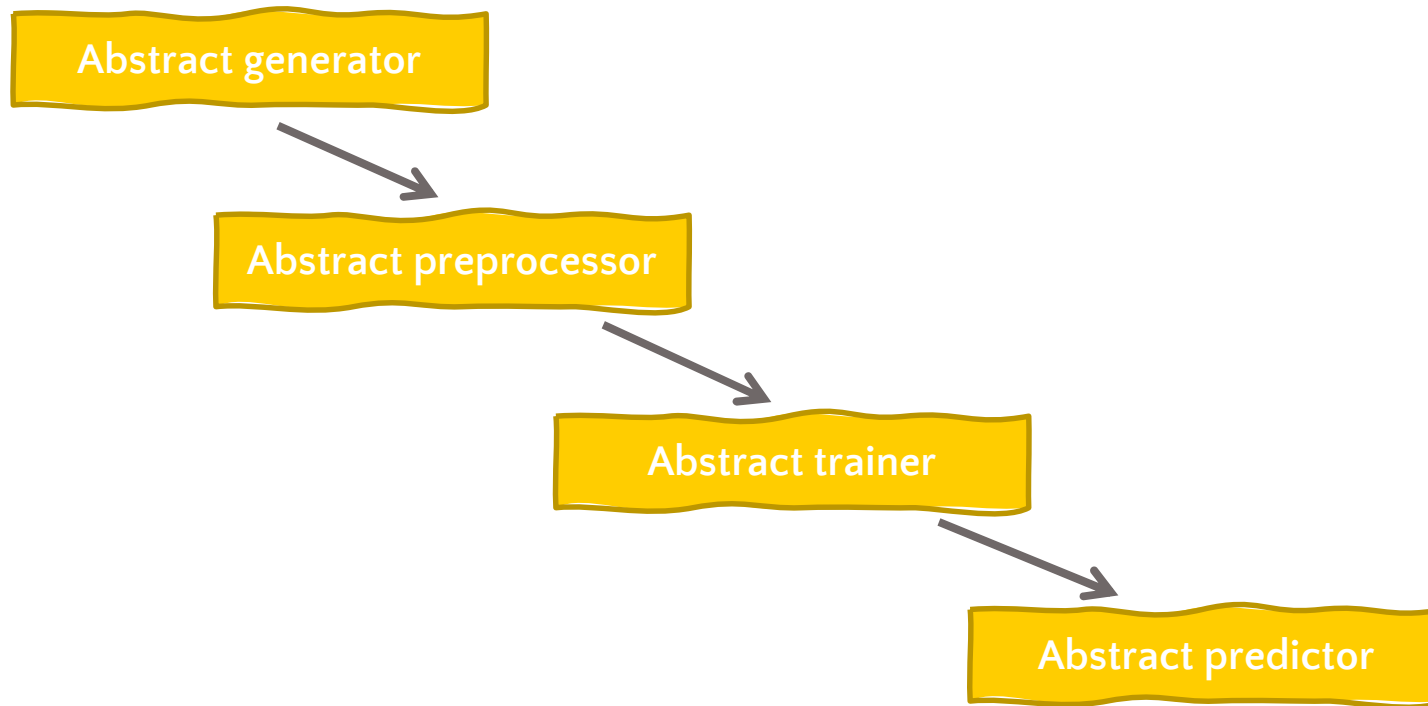 Abstract generator
Abstract preprocessor
Abstract trainer
Abstract predictor